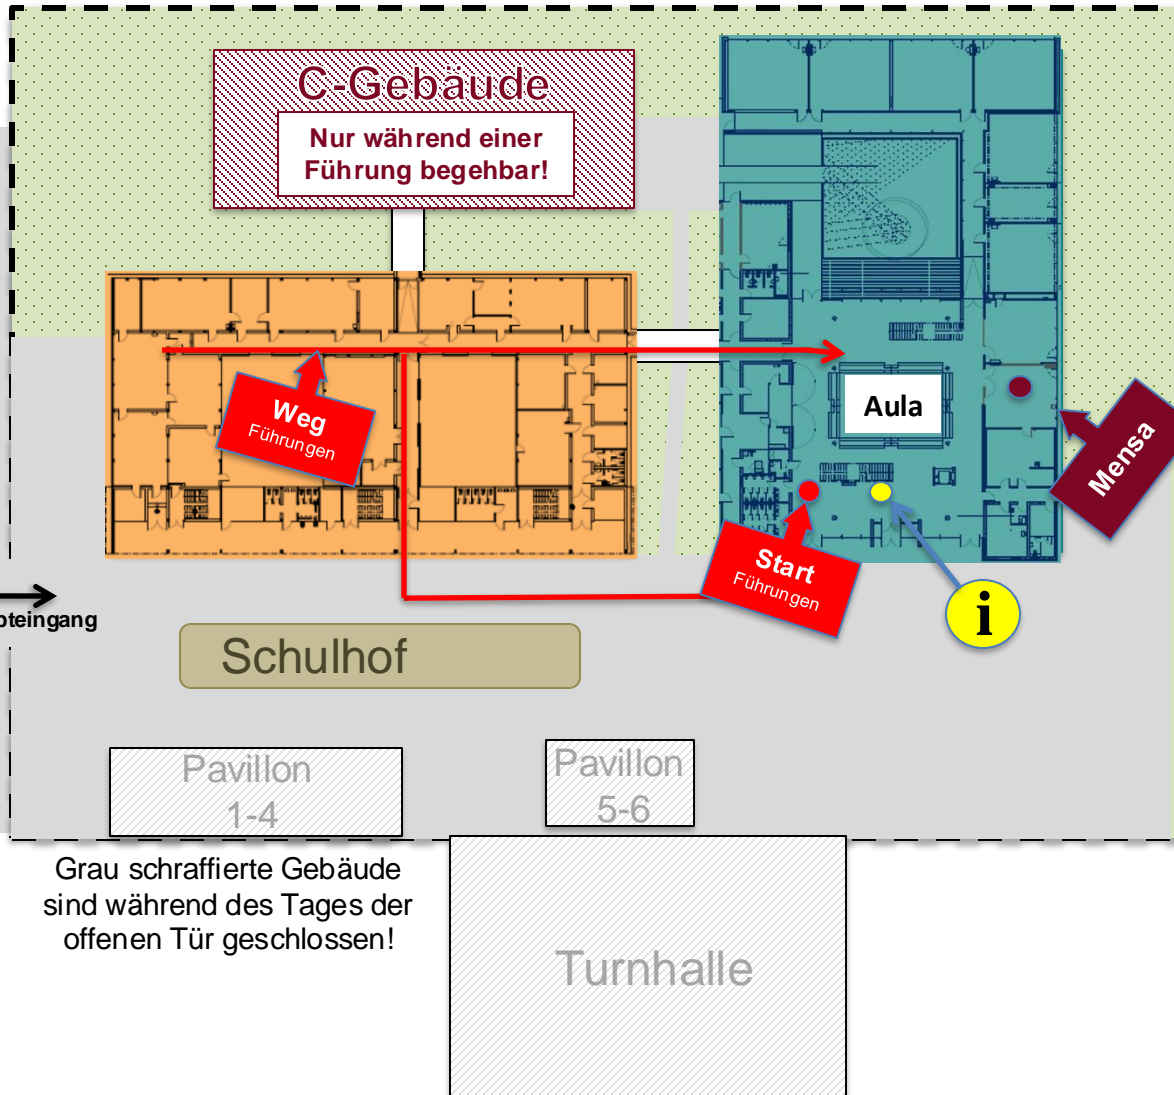 C-Gebäude
Nur während einer
Führung begehbar!
Weg
Führungen
Aula
Mensa
Start
Führungen
i
pteingang
Schulhof
Pavillon
1-4
Pavillon
5-6
Grau schraffierte Gebäude
sind während des Tages der
offenen Tür geschlossen!
Turnhalle